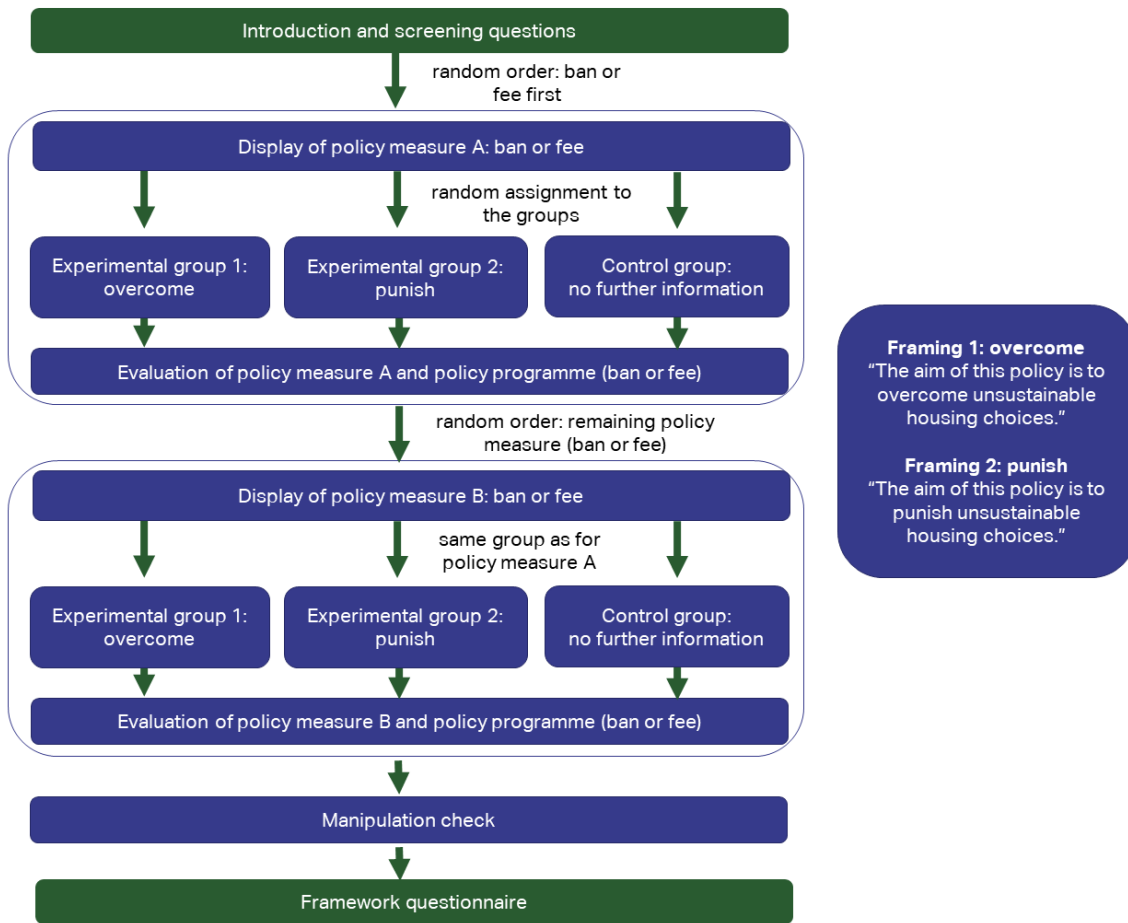 Introduction and screening questions
random order: ban or
fee first
Display of policy measure A: ban or fee
random assignment to
the groups
Experimental group 1:
overcome
Experimental group 2:
punish
Control group:
no further information
Evaluation of policy measure A and policy programme (ban or fee)
random order: remaining policy
measure (ban or fee)
Display of policy measure B: ban or fee
same group as for
policy measure A
Experimental group 1:
overcome
Experimental group 2:
punish
Control group:
no further information
Evaluation of policy measure B and policy programme (ban or fee)
Manipulation check
Framework questionnaire
Framing 1: overcome
“The aim of this policy is to
overcome unsustainable
housing choices.”
Framing 2: punish
“The aim of this policy is to
punish unsustainable
housing choices.”